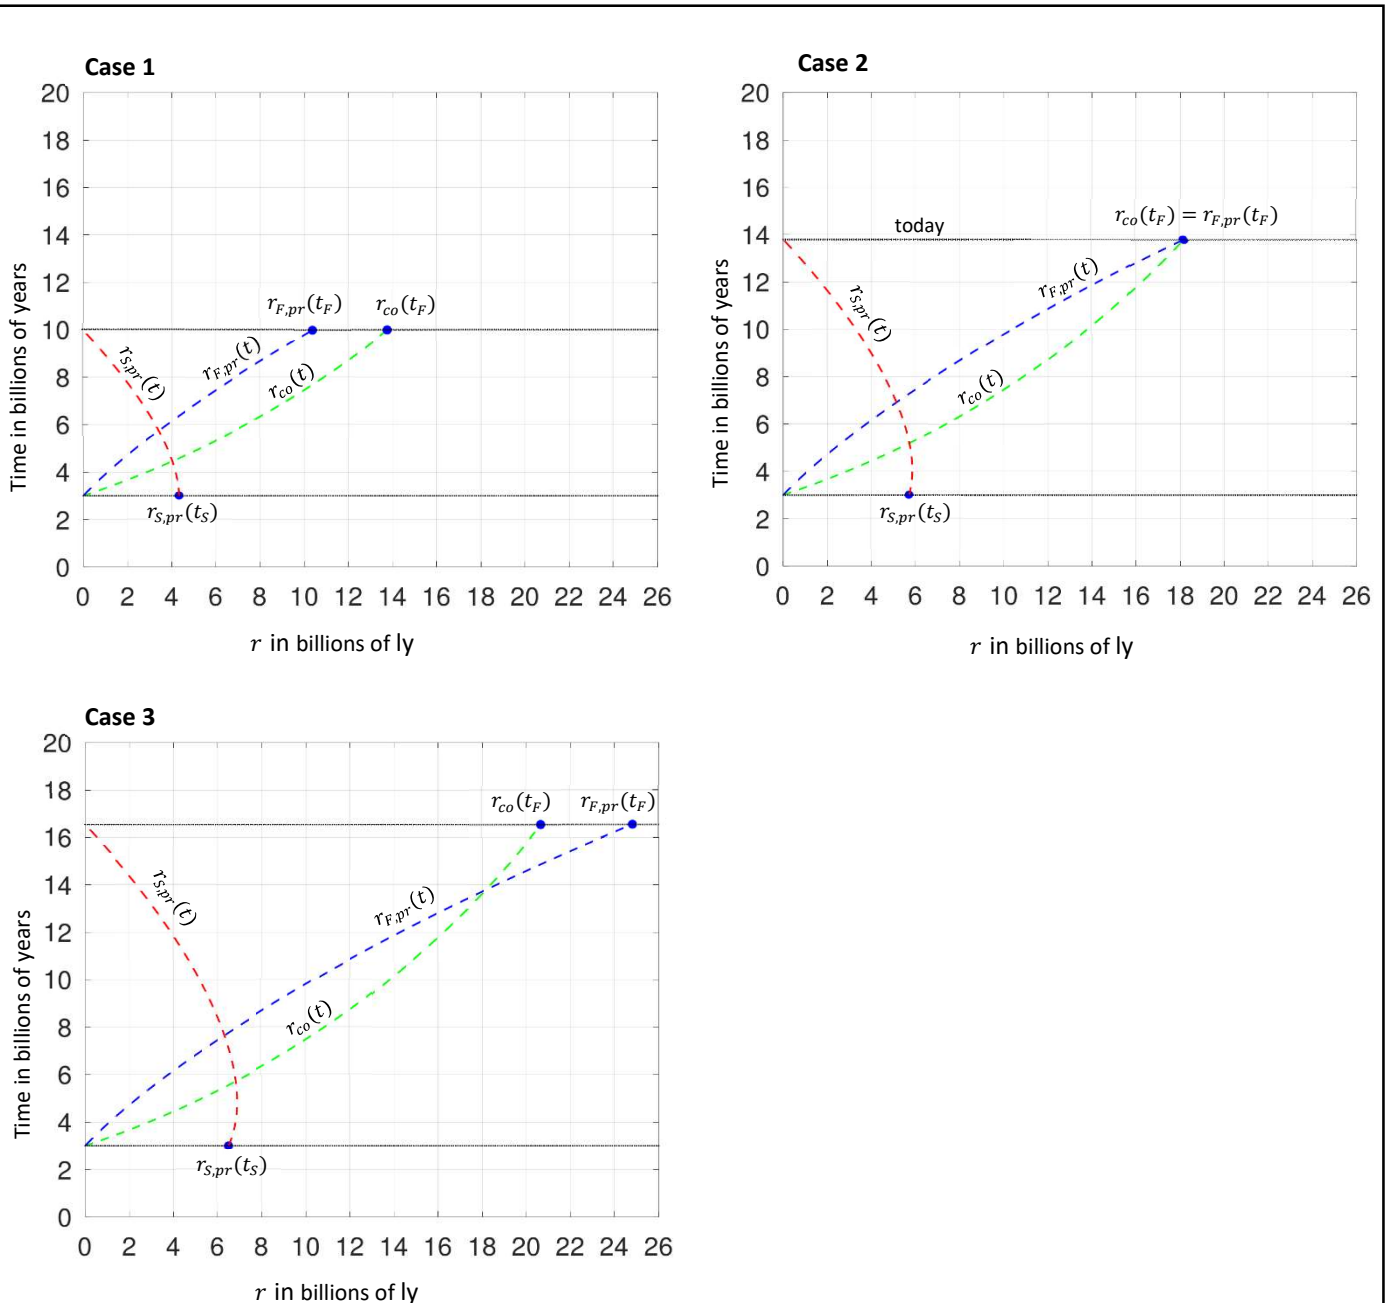 Case 1
20
18
16
14
12
10
8
6
4
2
0
Time in billions of years
r_{F,pr}(t_F)
r_{co}(t_F)
r_{S,pr}(t)
r_{F,pr}(t)
r_{co}(t)
r_{S,pr}(t_S)
0 2 4 6 8 10 12 14 16 18 20 22 24 26
r in billions of ly
Case 2
20
18
16
14
12
10
8
6
4
2
0
Time in billions of years
today
r_{co}(t_F) = r_{F,pr}(t_F)
r_{S,pr}(t)
r_{F,pr}(t)
r_{co}(t)
r_{S,pr}(t_S)
0 2 4 6 8 10 12 14 16 18 20 22 24 26
r in billions of ly
Case 3
20
18
16
14
12
10
8
6
4
2
0
Time in billions of years
r_{co}(t_F)
r_{F,pr}(t_F)
r_{S,pr}(t)
r_{F,pr}(t)
r_{co}(t)
r_{S,pr}(t_S)
0 2 4 6 8 10 12 14 16 18 20 22 24 26
r in billions of ly